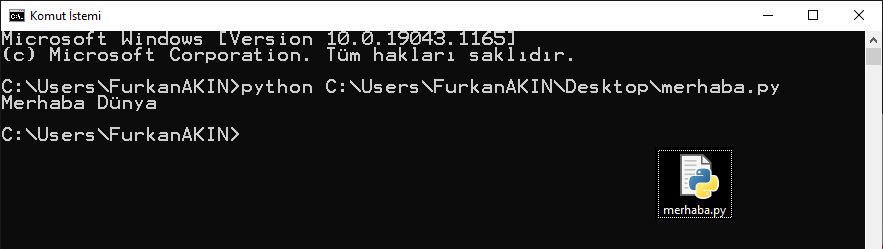 Komut İstemi
Microsoft Windows [Version 10.0.19043.1165]
(c) Microsoft Corporation. Tüm hakları saklıdır.
C:\Users\FurkanAKIN>python C:\Users\FurkanAKIN\Desktop\merhaba.py
Merhaba Dünya
C:\Users\FurkanAKIN>
merhaba.py